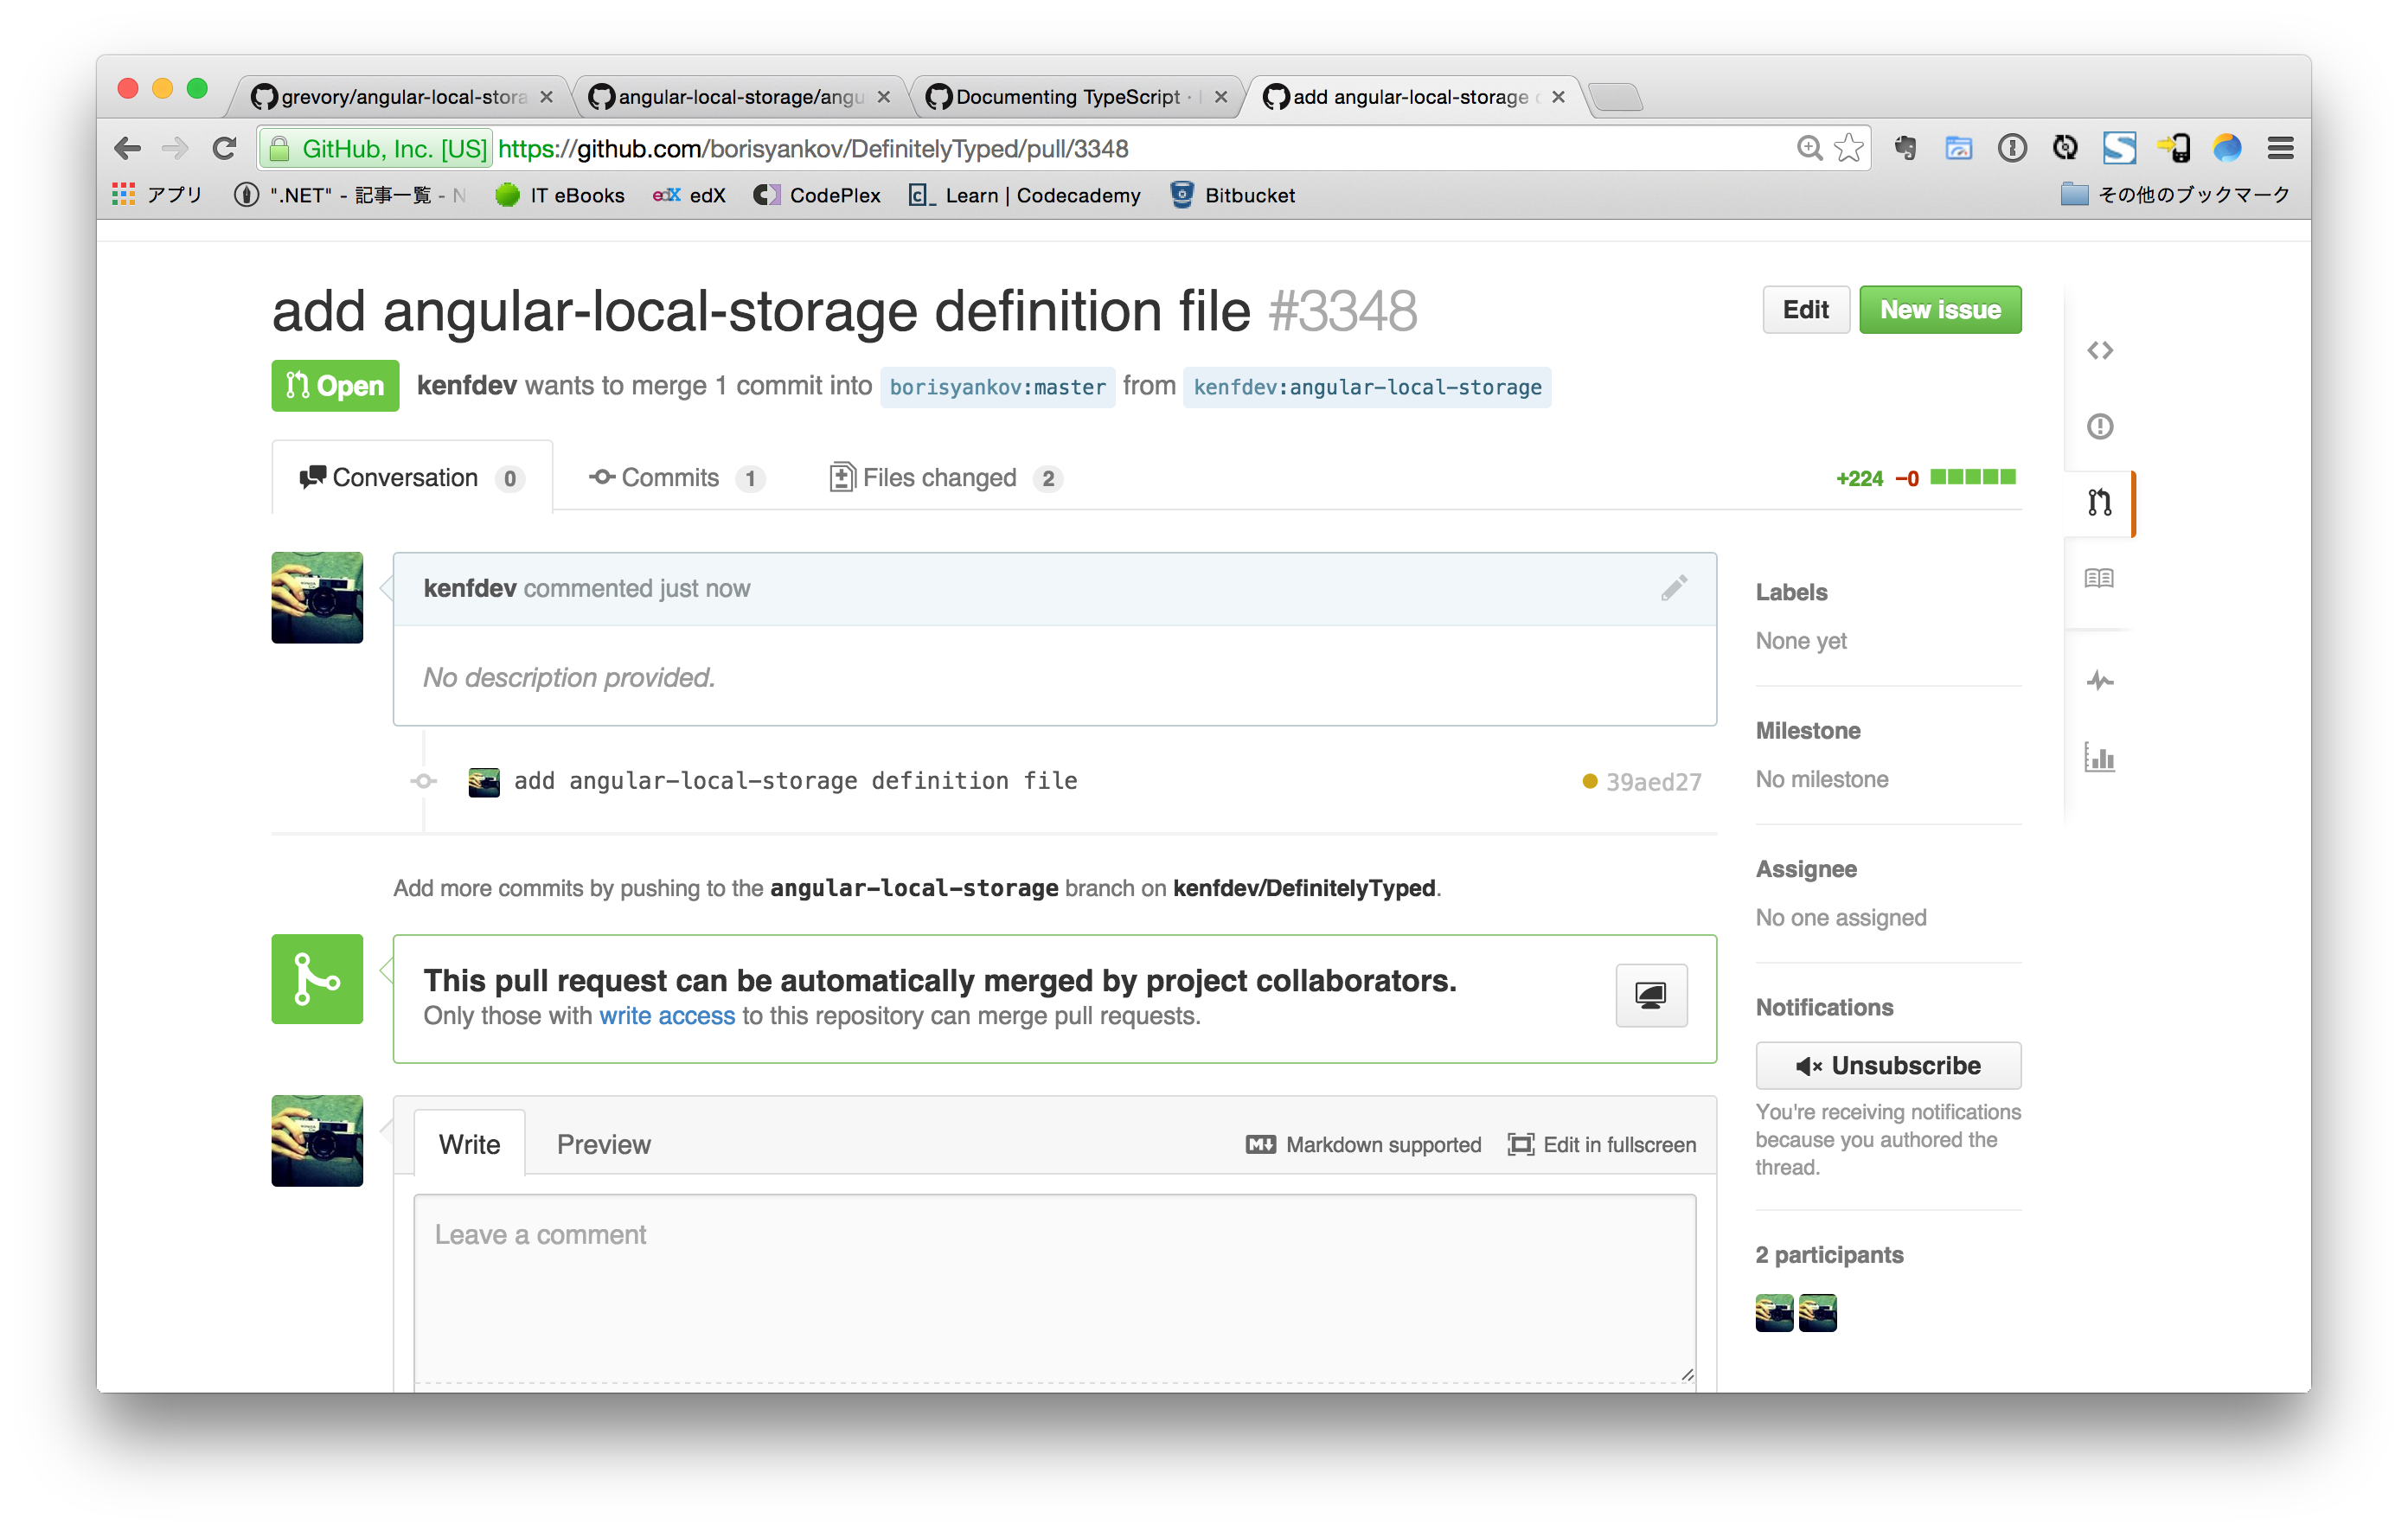 grevory/angular-local-stora
angular-local-storage/angu
Documenting TypeScript ·
add angular-local-storage
GitHub, Inc. [US] https://github.com/borisyankov/DefinitelyTyped/pull/3348
アプリ ".NET" - 記事一覧 - N IT eBooks edX edX CodePlex Learn | Codecademy Bitbucket その他のブックマーク
add angular-local-storage definition file #3348
Edit New issue
Open kenfdev wants to merge 1 commit into borisyankov:master from kenfdev:angular-local-storage
Conversation 0 Commits 1 Files changed 2 +224 −0
kenfdev commented just now
No description provided.
add angular-local-storage definition file 39aed27
Add more commits by pushing to the angular-local-storage branch on kenfdev/DefinitelyTyped.
This pull request can be automatically merged by project collaborators.
Only those with write access to this repository can merge pull requests.
Write Preview Markdown supported Edit in fullscreen
Leave a comment
Labels
None yet
Milestone
No milestone
Assignee
No one assigned
Notifications
Unsubscribe
You're receiving notifications
because you authored the
thread.
2 participants